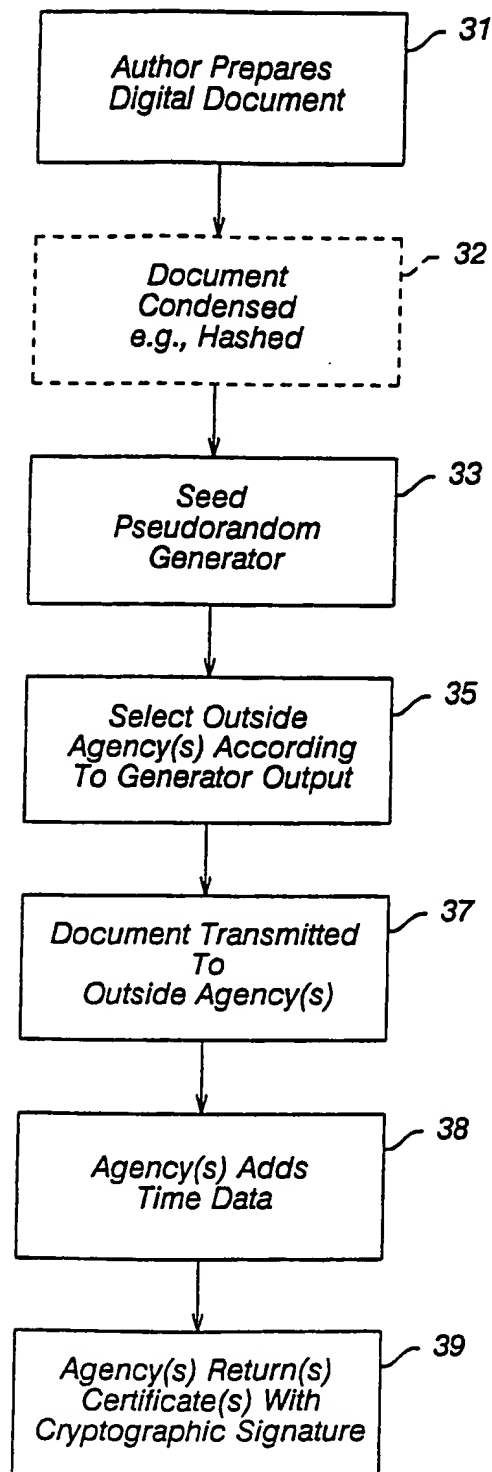 31
Author Prepares
Digital Document
32
Document
Condensed
e.g., Hashed
33
Seed
Pseudorandom
Generator
35
Select Outside
Agency(s) According
To Generator Output
37
Document Transmitted
To
Outside Agency(s)
38
Agency(s) Adds
Time Data
39
Agency(s) Return(s)
Certificate(s) With
Cryptographic Signature